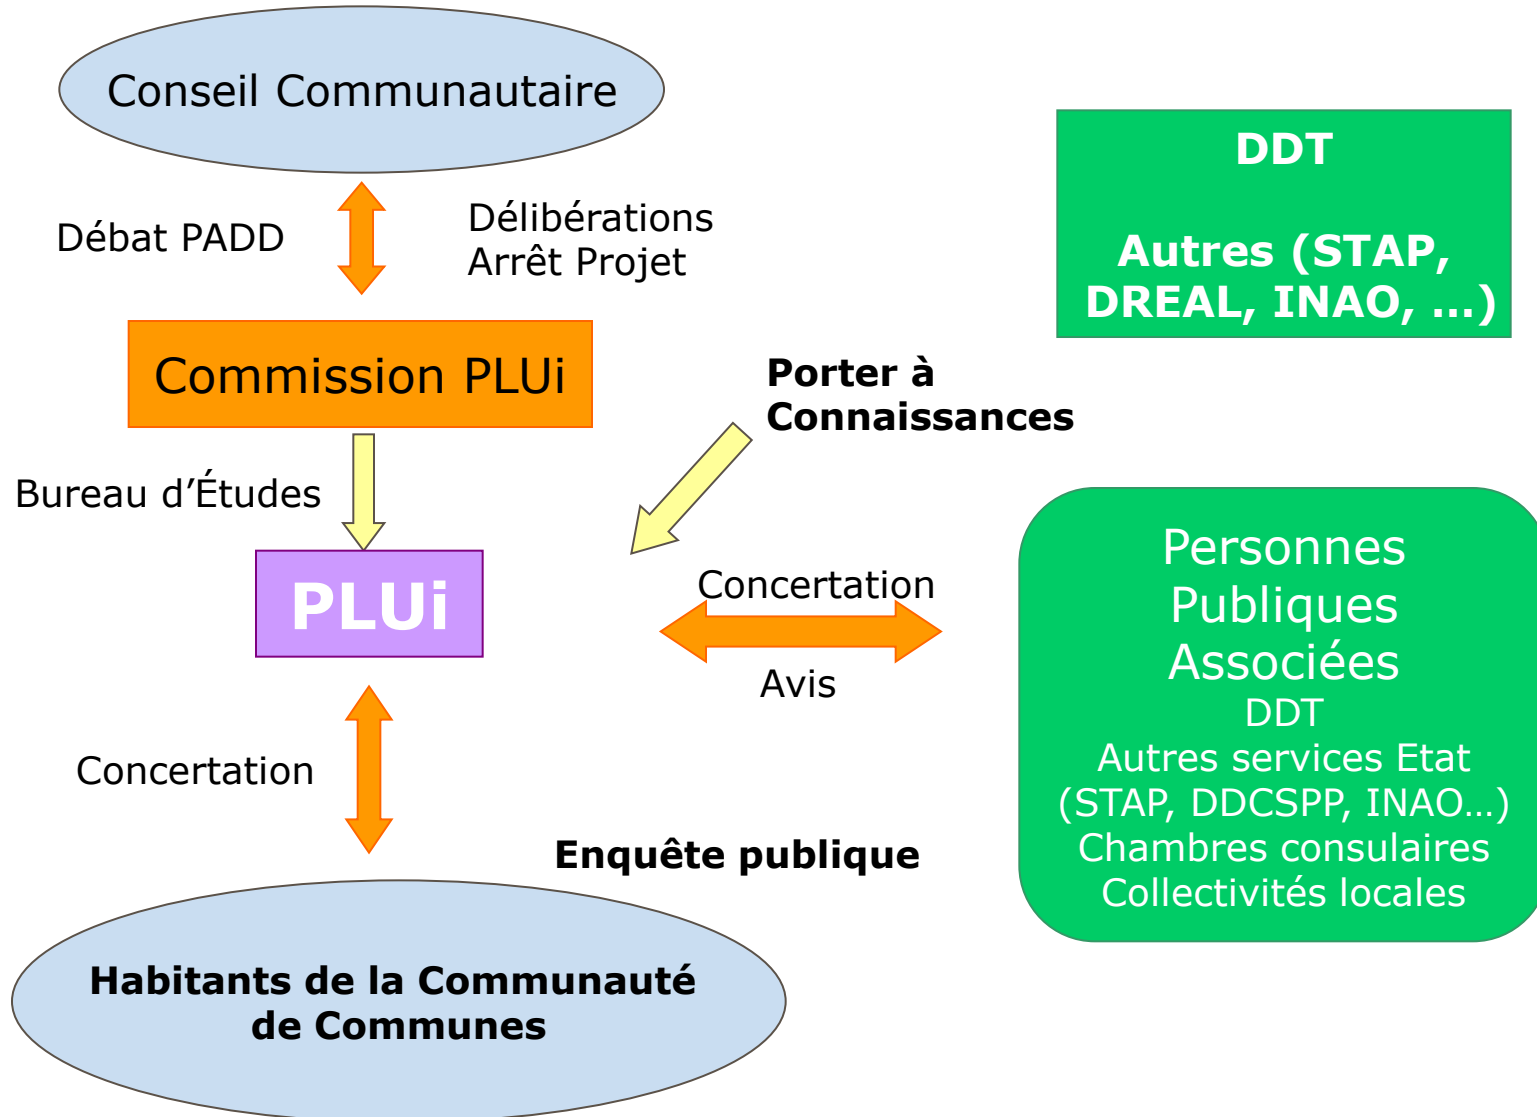 Conseil Communautaire
DDT
Autres (STAP,
DREAL, INAO, ...)
Débat PADD
Délibérations
Arrêt Projet
Commission PLUi
Porter à
Connaissances
Bureau d’Études
PLUi
Concertation
Avis
Personnes
Publiques
Associées
DDT
Autres services Etat
(STAP, DDCSPP, INAO…)
Chambres consulaires
Collectivités locales
Concertation
Enquête publique
Habitants de la Communauté
de Communes